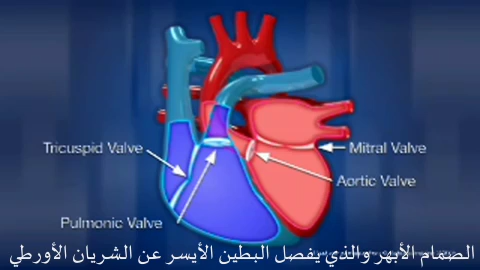 Tricuspid Valve
Mitral Valve
Aortic Valve
Pulmonic Valve
الصمام الأبهر والذي يفصل البطين الأيسر عن الشريان الأورطي